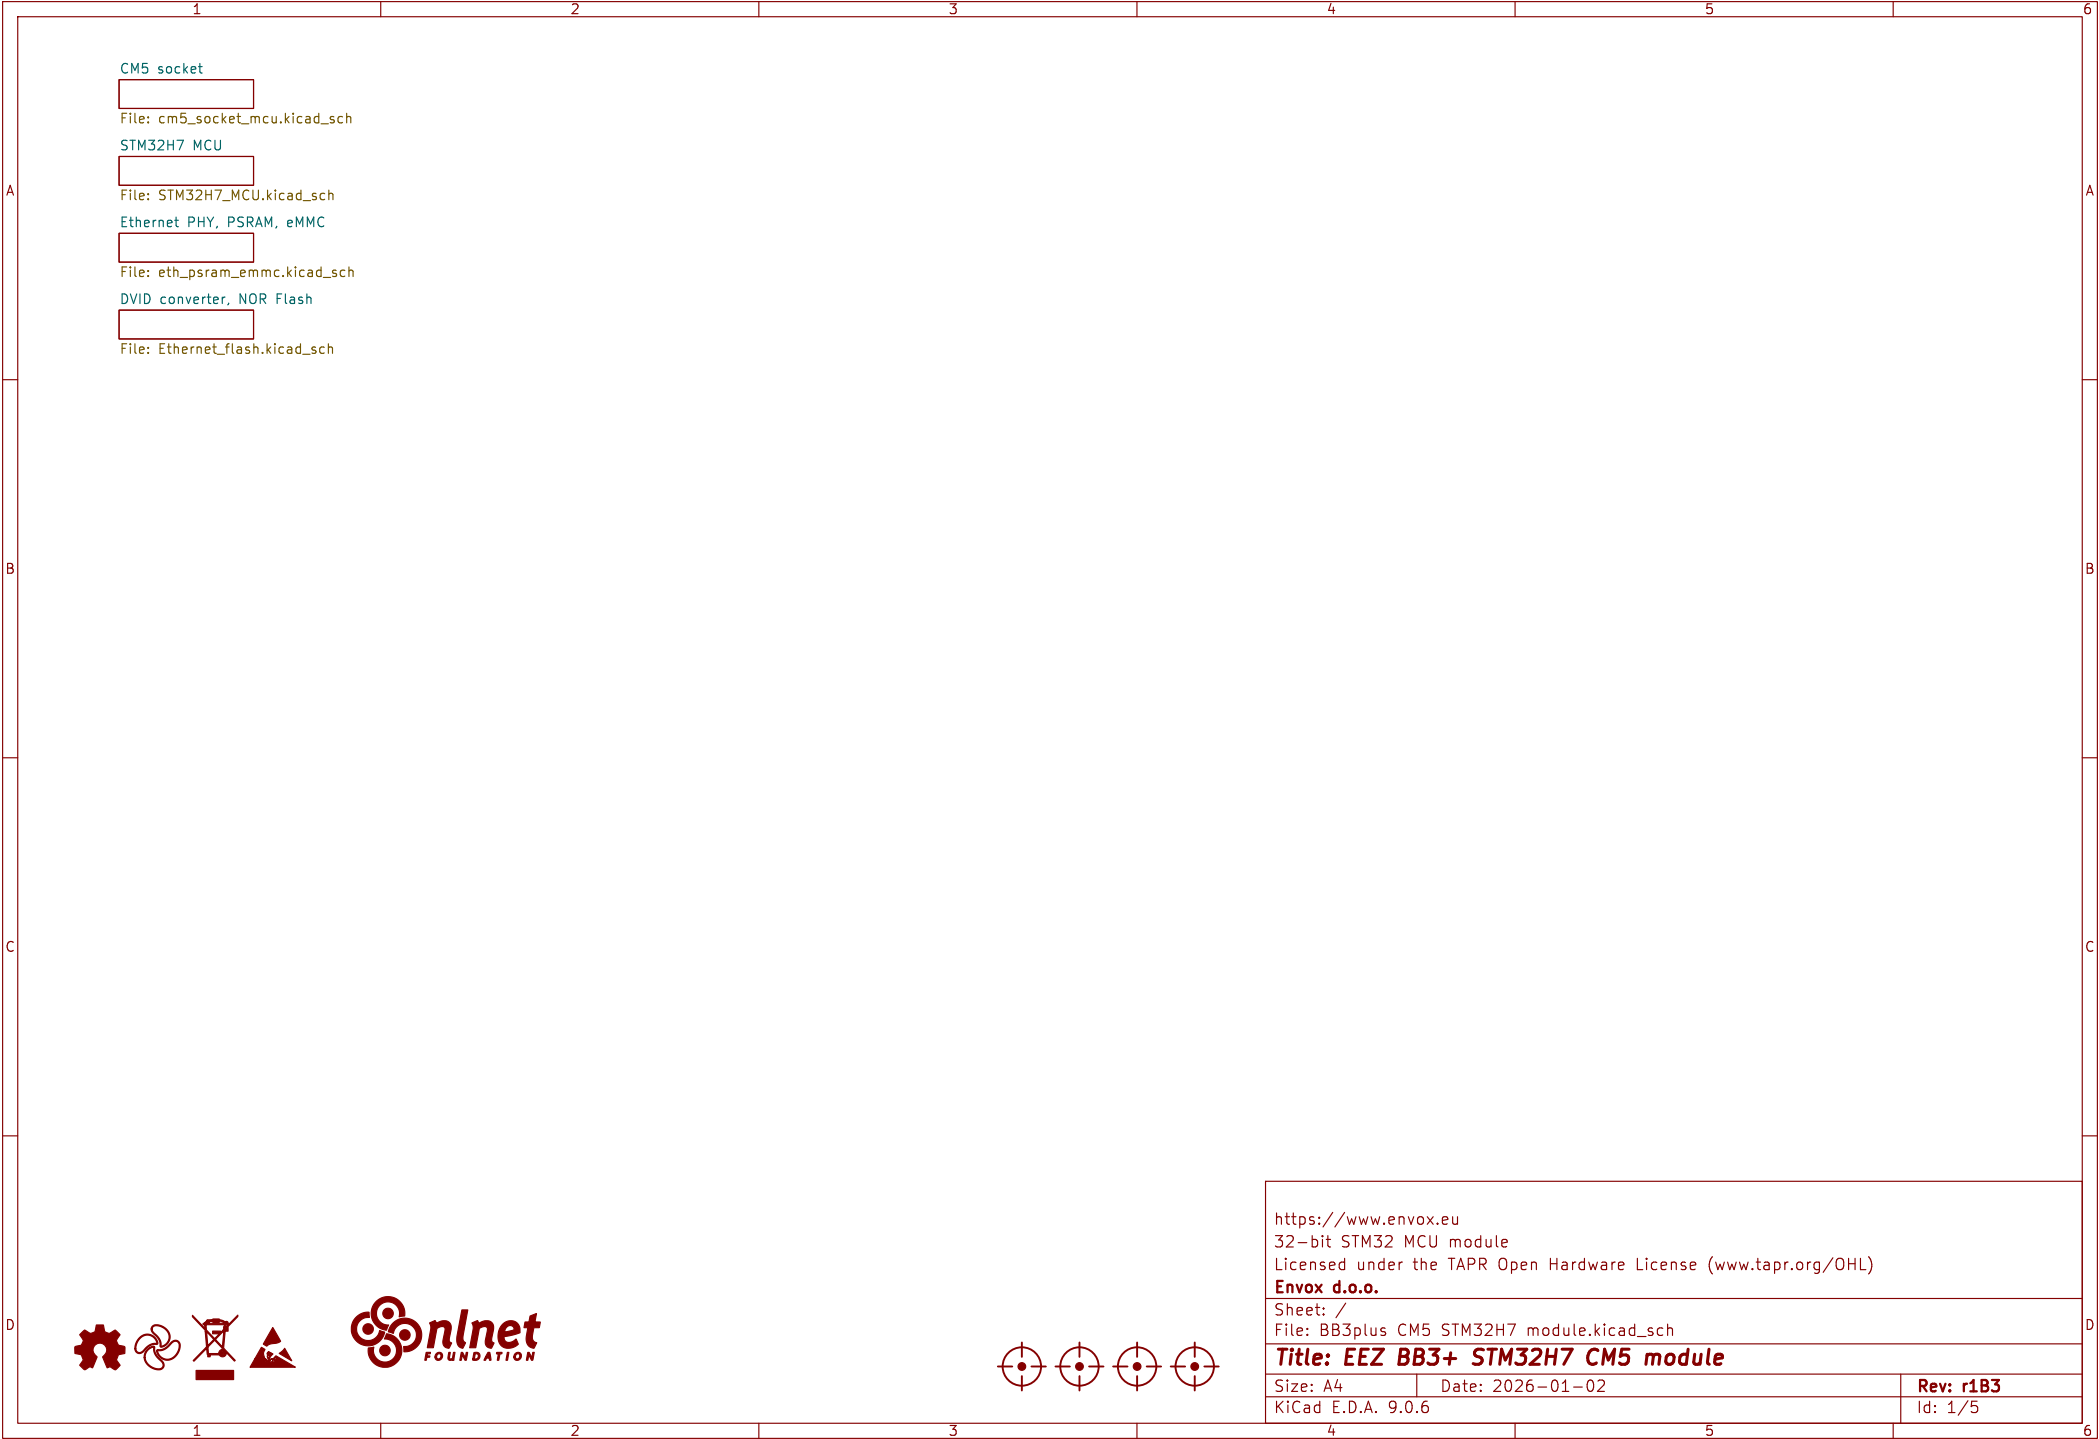 1 2 3 4 5 6
CM5 socket
File: cm5_socket_mcu.kicad_sch
STM32H7 MCU
File: STM32H7_MCU.kicad_sch
A A
Ethernet PHY, PSRAM, eMMC
File: eth_psram_emmc.kicad_sch
DVID converter, NOR Flash
File: Ethernet_flash.kicad_sch
B B
C C
https://www.envox.eu
32-bit STM32 MCU module
Licensed under the TAPR Open Hardware License (www.tapr.org/OHL)
Envox d.o.o.
Sheet: /
D D
File: BB3plus CM5 STM32H7 module.kicad_sch
nlnet
FOUNDATION
Title: EEZ BB3+ STM32H7 CM5 module
Size: A4 Date: 2026-01-02 Rev: r1B3
KiCad E.D.A. 9.0.6 Id: 1/5
1 2 3 4 5 6